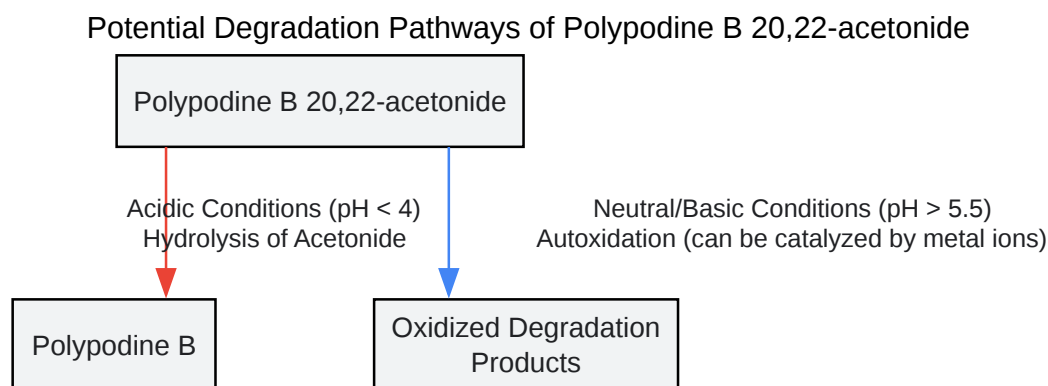 Potential Degradation Pathways of Polypodine B 20,22-acetonide
Polypodine B 20,22-acetonide
Acidic Conditions (pH < 4)
Hydrolysis of Acetonide
Neutral/Basic Conditions (pH > 5.5)
Autoxidation (can be catalyzed by metal ions)
Polypodine B
Oxidized Degradation
Products